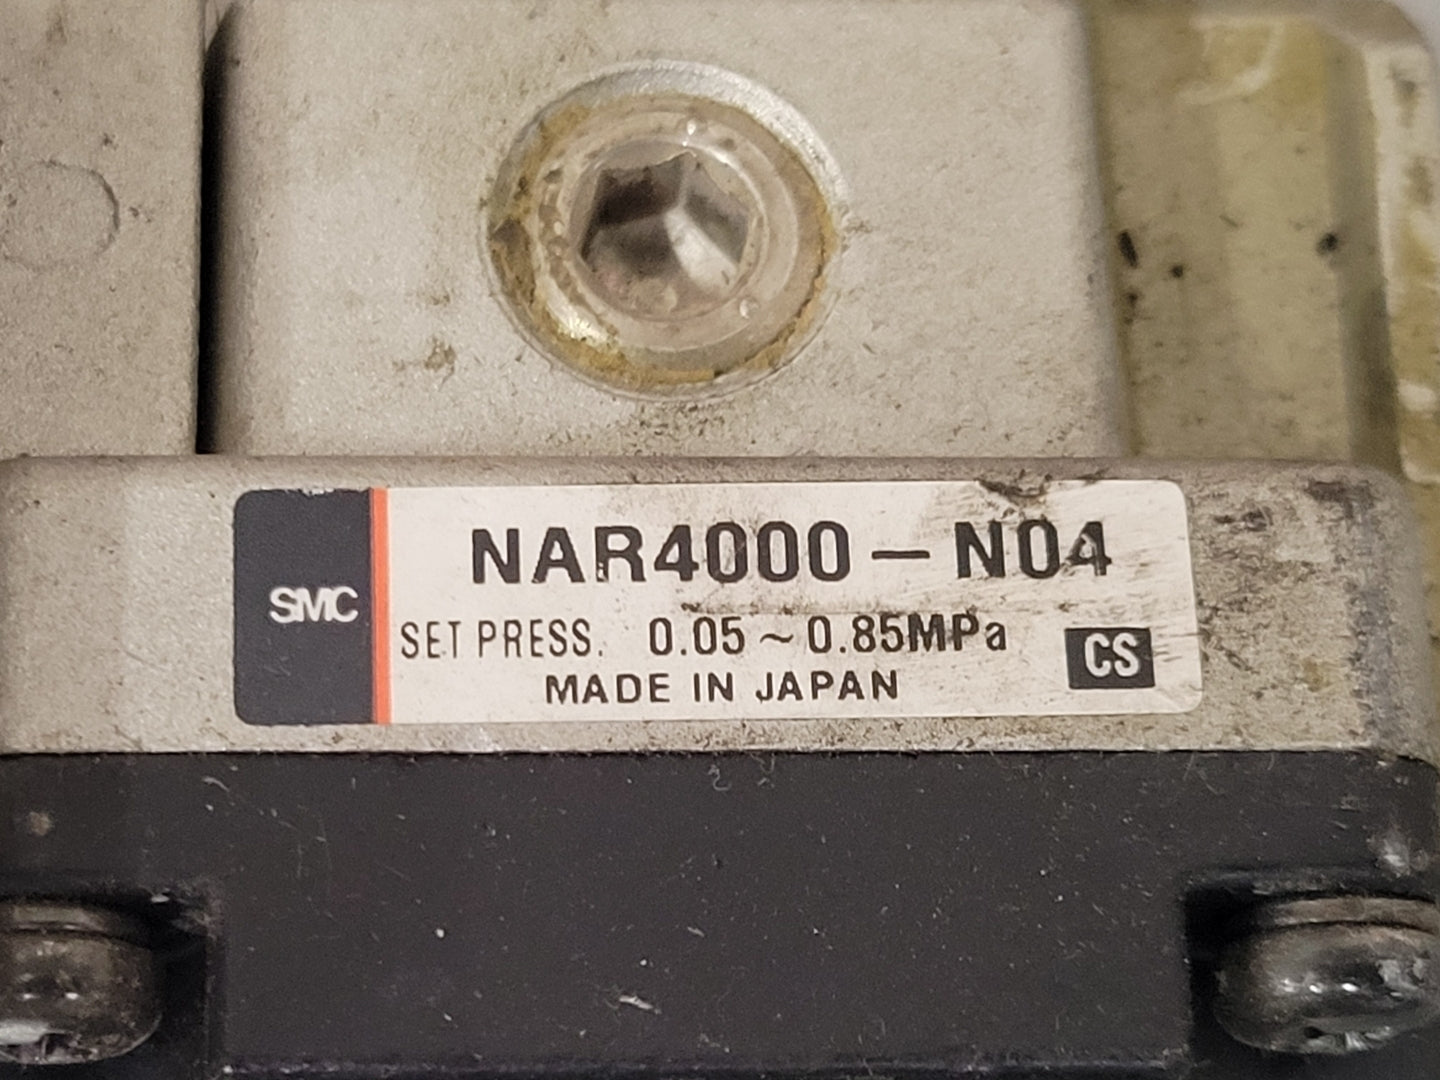 NAR4000-N04
SMC
SET PRESS. 0.05~0.85MPa
CS
MADE IN JAPAN